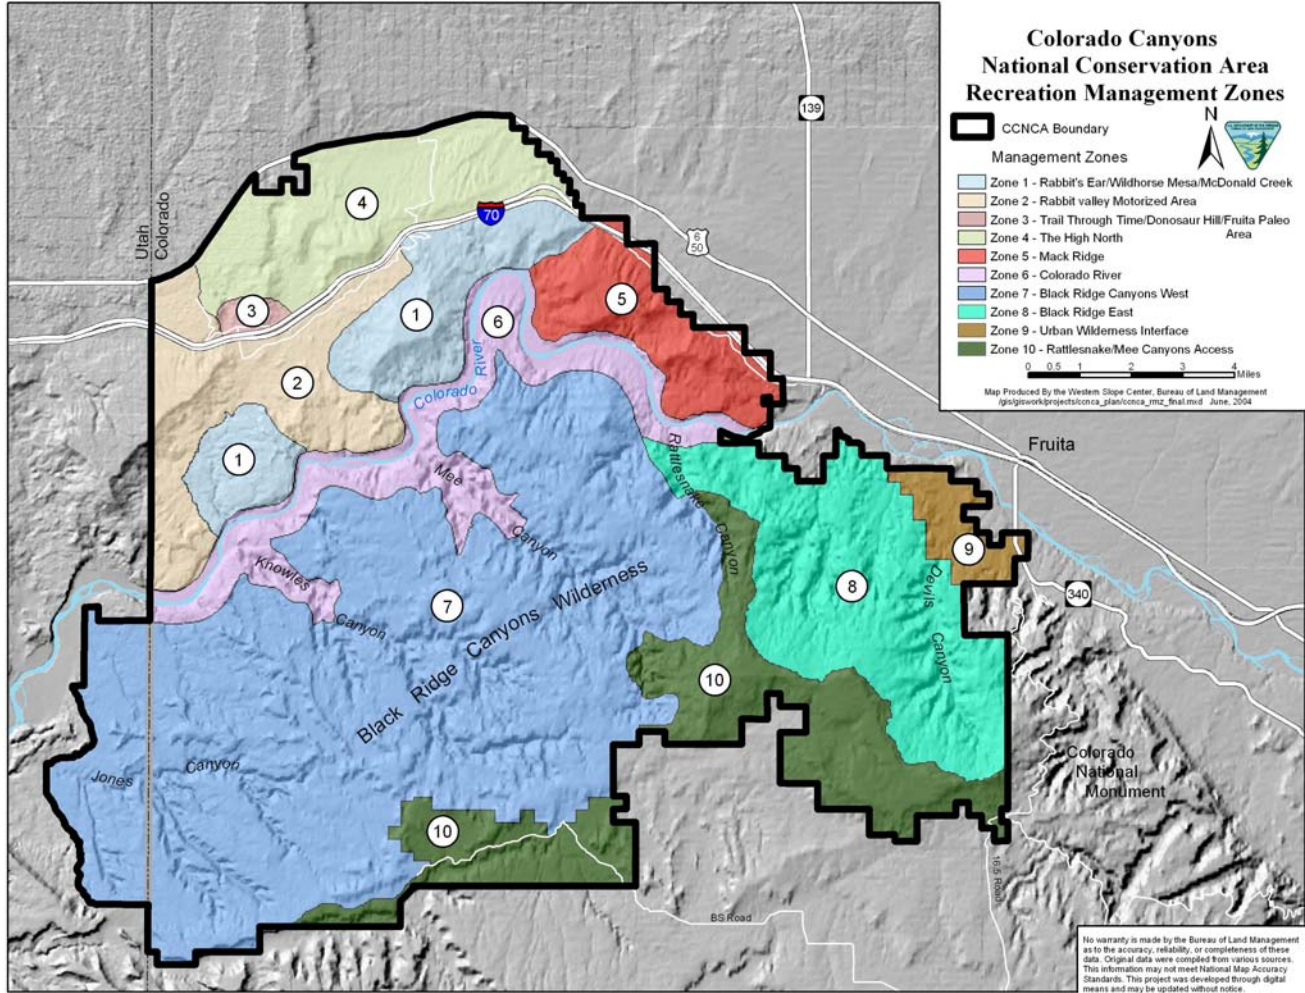 Colorado Canyons
National Conservation Area
Recreation Management Zones
N
CCNCA Boundary
Management Zones
Zone 1 - Rabbit's Ear/Wildhorse Mesa/McDonald Creek
Zone 2 - Rabbit valley Motorized Area
Zone 3 - Trail Through Time/Donosaur Hill/Fruita Paleo
Area
Zone 4 - The High North
Zone 5 - Mack Ridge
Zone 6 - Colorado River
Zone 7 - Black Ridge Canyons West
Zone 8 - Black Ridge East
Zone 9 - Urban Wilderness Interface
Zone 10 - Rattlesnake/Mee Canyons Access
0 0.5 1 2 3 4
Miles
Map Produced By the Western Slope Center, Bureau of Land Management
/gis/giswork/projects/ccnca_plan/ccnca_rmz_final.mxd June, 2004
139
Utah
Colorado
4
70
6
50
3
1
6
5
2
Colorado River
1
Mee Canyon
Rattlesnake Canyon
Fruita
9
Knowles Canyon
7
8
Devils Canyon
340
Black Ridge Canyons Wilderness
10
Jones Canyon
Colorado
National
Monument
10
16.5 Road
BS Road
No warranty is made by the Bureau of Land Management
as to the accuracy, reliability, or completeness of these
data. Original data were compiled from various sources.
This information may not meet National Map Accuracy
Standards. This project was developed through digital
means and may be updated without notice.